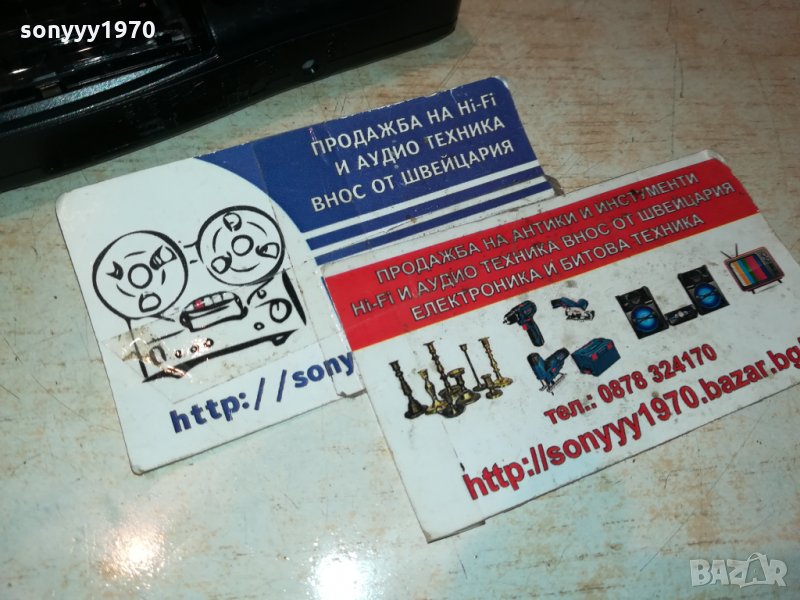 sonyyy1970
ПРОДАЖБА НА Hi-Fi
И АУДИО ТЕХНИКА
ВНОС ОТ ШВЕЙЦАРИЯ
http://sony
ПРОДАЖБА НА АНТИКИ И ИНСТУМЕНТИ
Hi-Fi И АУДИО ТЕХНИКА ВНОС ОТ ШВЕЙЦАРИЯ
ЕЛЕКТРОНИКА И БИТОВА ТЕХНИКА
тел.: 0878 324170
http://sonyyy1970.bazar.bg/
BAZAR